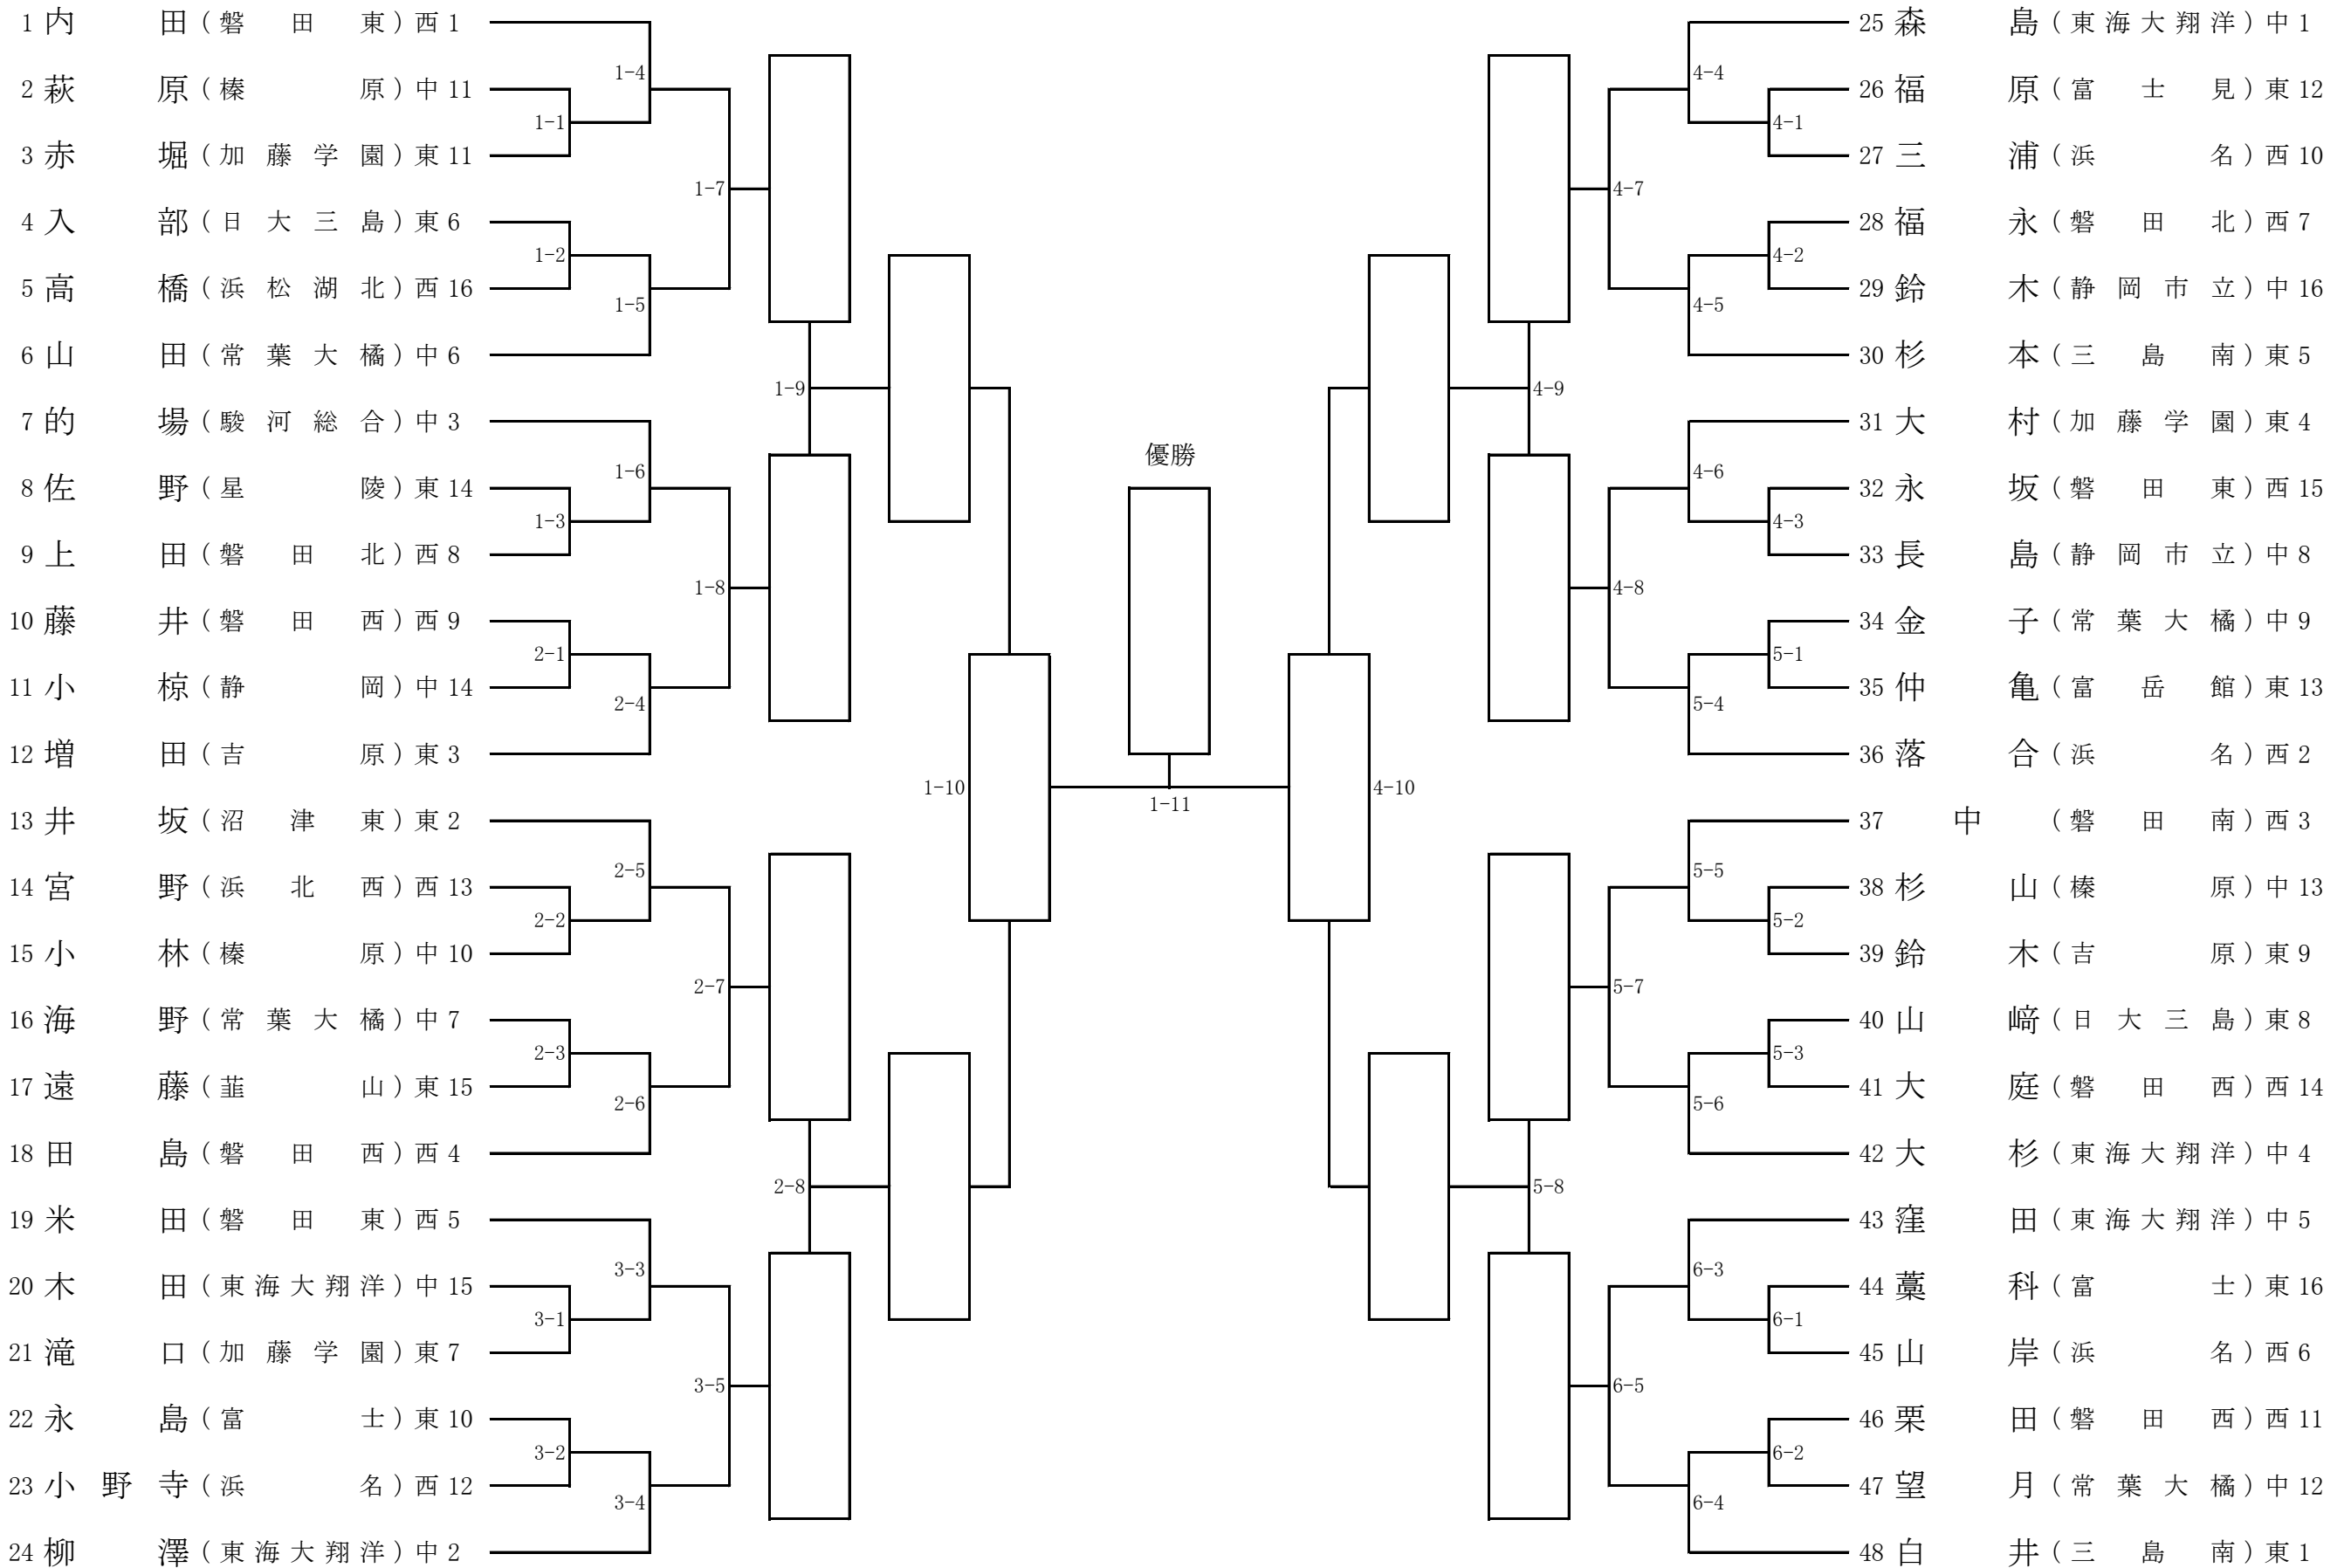 1 内田（磐田東）西 1
2 萩原（榛原）中 11
3 赤堀（加藤学園）東 11
4 入部（日大三島）東 6
5 高橋（浜松湖北）西 16
6 山田（常葉大橘）中 6
7 的場（駿河総合）中 3
8 佐野（星陵）東 14
9 上田（磐田北）西 8
10 藤井（磐田西）西 9
11 小椋（静岡）中 14
12 増田（吉原）東 3
13 井坂（沼津東）東 2
14 宮野（浜北西）西 13
15 小林（榛原）中 10
16 海野（常葉大橘）中 7
17 遠藤（韮山）東 15
18 田島（磐田西）西 4
19 米田（磐田東）西 5
20 木田（東海大翔洋）中 15
21 滝口（加藤学園）東 7
22 永島（富士）東 10
23 小野寺（浜名）西 12
24 柳澤（東海大翔洋）中 2
1-4
1-1
1-7
1-2
1-5
1-9
1-6
1-3
1-8
2-1
2-4
1-10
2-5
2-2
2-7
2-3
2-6
2-8
3-3
3-1
3-5
3-2
3-4
優勝
1-11
4-4
4-1
4-7
4-2
4-5
4-9
4-6
4-3
4-8
5-1
5-4
4-10
5-5
5-2
5-7
5-3
5-6
5-8
6-3
6-1
6-5
6-2
6-4
25 森島（東海大翔洋）中 1
26 福原（富士見）東 12
27 三浦（浜名）西 10
28 福永（磐田北）西 7
29 鈴木（静岡市立）中 16
30 杉本（三島南）東 5
31 大村（加藤学園）東 4
32 永坂（磐田東）西 15
33 長島（静岡市立）中 8
34 金子（常葉大橘）中 9
35 仲亀（富岳館）東 13
36 落合（浜名）西 2
37 中（磐田南）西 3
38 杉山（榛原）中 13
39 鈴木（吉原）東 9
40 山﨑（日大三島）東 8
41 大庭（磐田西）西 14
42 大杉（東海大翔洋）中 4
43 窪田（東海大翔洋）中 5
44 藁科（富士）東 16
45 山岸（浜名）西 6
46 栗田（磐田西）西 11
47 望月（常葉大橘）中 12
48 白井（三島南）東 1